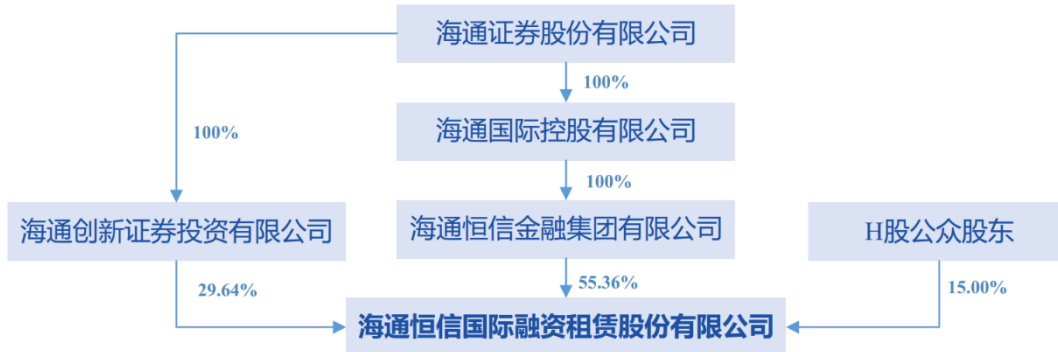 海通证券股份有限公司
100%
海通国际控股有限公司
100%
100%
海通创新证券投资有限公司
海通恒信金融集团有限公司
H股公众股东
29.64%
55.36%
15.00%
海通恒信国际融资租赁股份有限公司